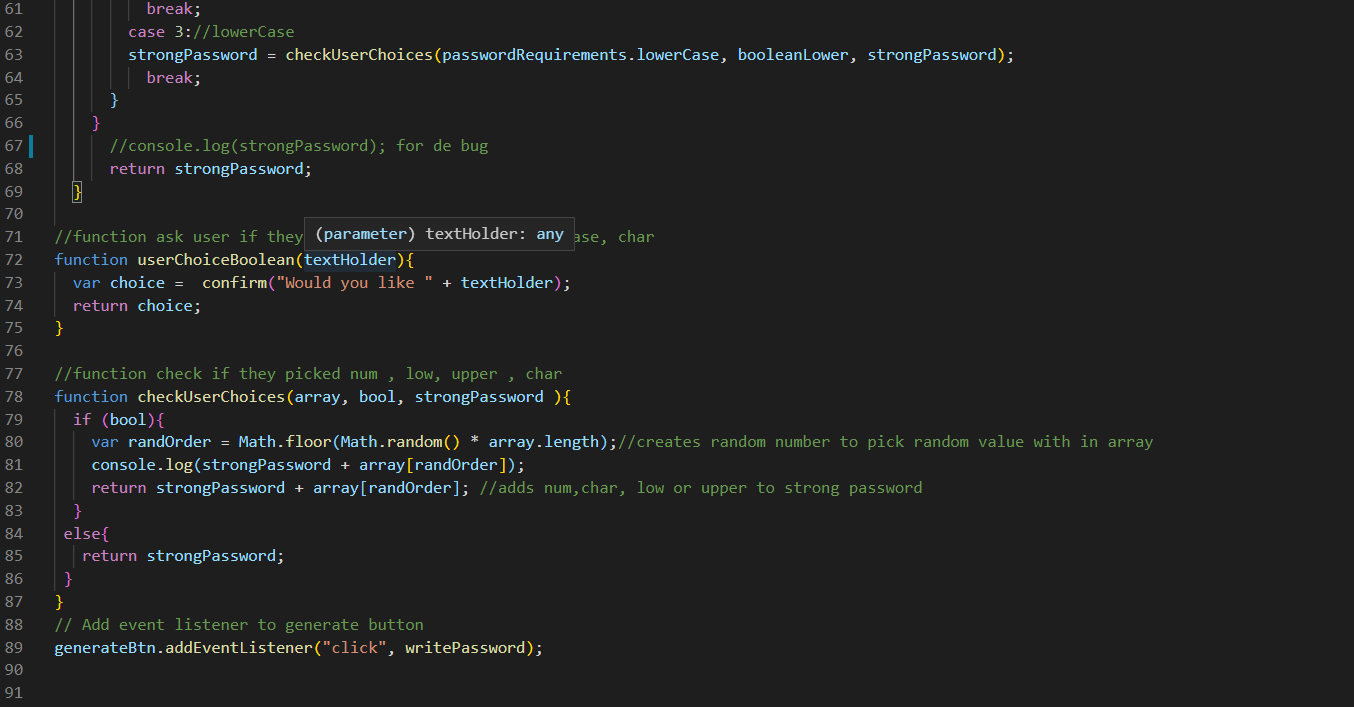 61 break;
62 case 3://lowerCase
63 strongPassword = checkUserChoices(passwordRequirements.lowerCase, booleanLower, strongPassword);
64 break;
65 }
66 }
67 //console.log(strongPassword); for de bug
68 return strongPassword;
69 }
70
71 //function ask user if they (parameter) textHolder: any ase, char
72 function userChoiceBoolean(textHolder){
73 var choice =  confirm("Would you like " + textHolder);
74 return choice;
75 }
76
77 //function check if they picked num , low, upper , char
78 function checkUserChoices(array, bool, strongPassword ){
79 if (bool){
80 var randOrder = Math.floor(Math.random() * array.length);//creates random number to pick random value with in array
81 console.log(strongPassword + array[randOrder]);
82 return strongPassword + array[randOrder]; //adds num,char, low or upper to strong password
83 }
84 else{
85 return strongPassword;
86 }
87 }
88 // Add event listener to generate button
89 generateBtn.addEventListener("click", writePassword);
90
91